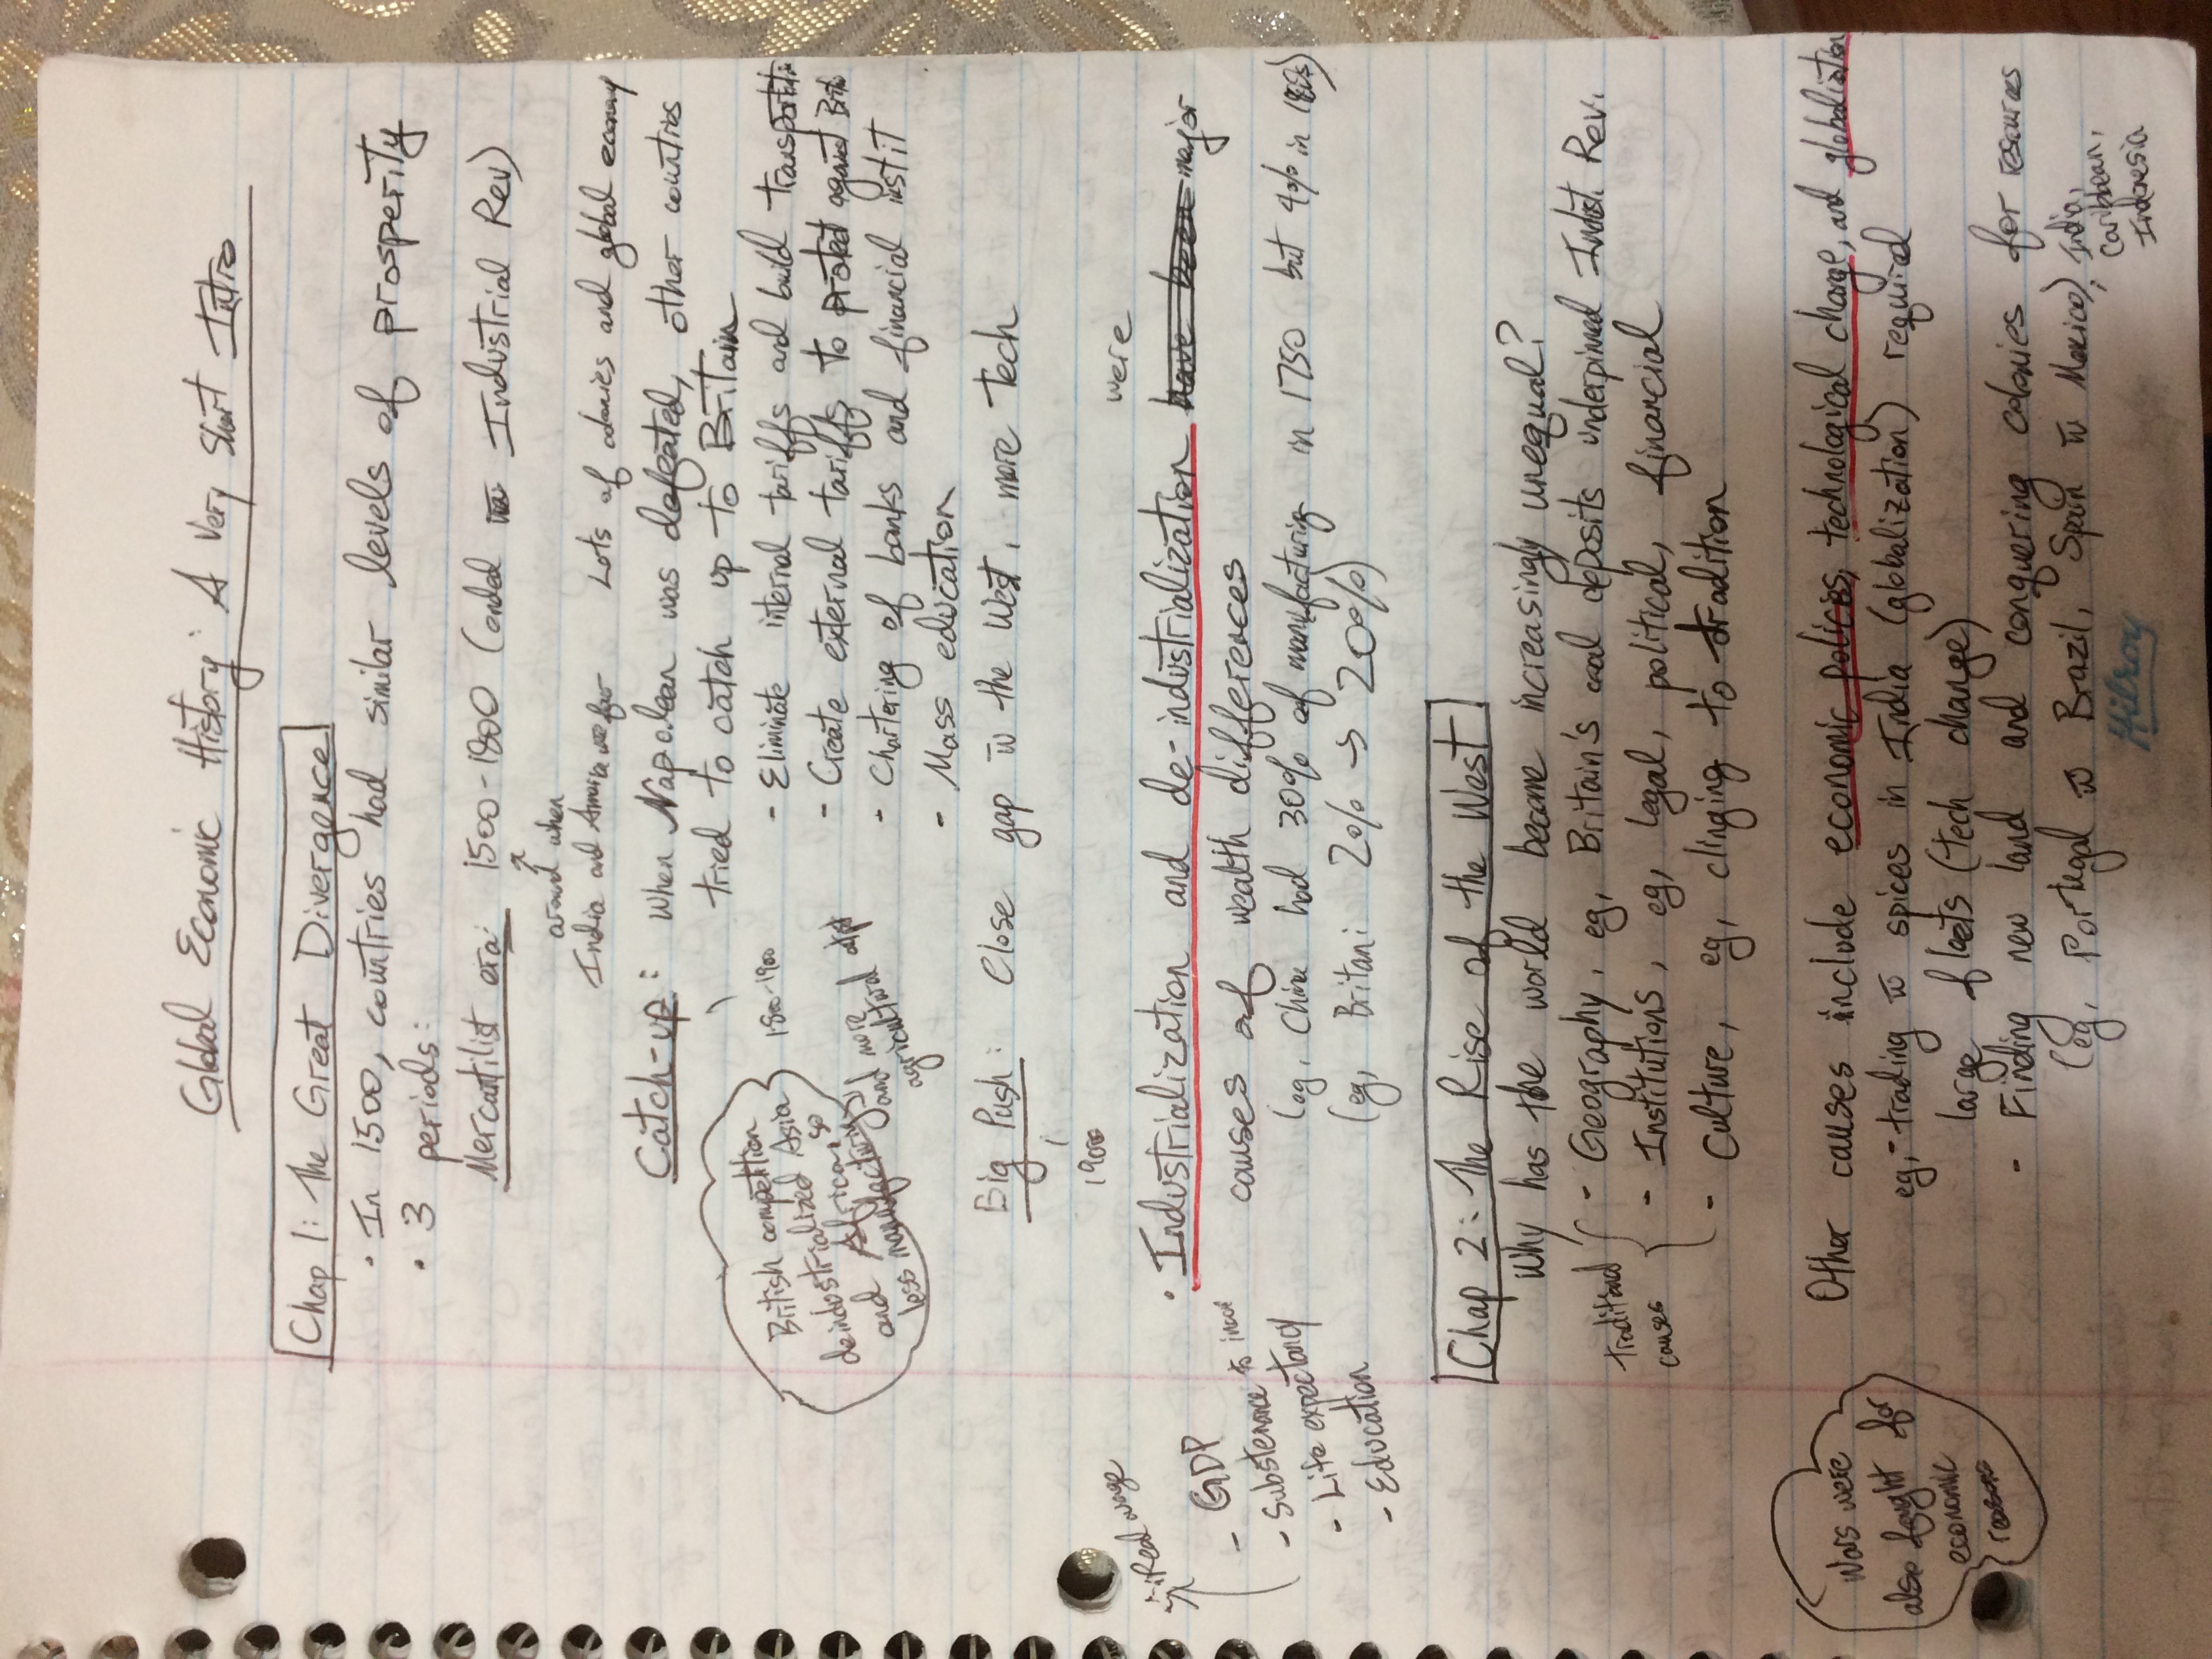 Global Economic History: A Very Short Intro
Chap 1: The Great Divergence
• In 1500, countries had similar levels of prosperity
• 3 periods:
Mercantilist era: 1500-1800 (ended w Industrial Rev)
around when
India and America were
Lots of colonies and global economy
Catch-up: When Napolean was defeated, other countries
tried to catch up to Britain
1800-1900
- Eliminate internal tariffs and build transportation
- Create external tariffs to protect against Britain
- Chartering of banks and financial instit
- Mass education
British competition
deindustrialized Asia
and Africa, so
less manufacturing
and more
agricultural output
Big Push: Close gap w the West, more tech
1900s
Real wage
- GDP
- Substenance to income
- Life expectancy
- Education
were
• Industrialization and de-industrialization have been major
causes of wealth differences
(eg, China had 30% of manufacturing in 1750 but 4% in 1900s)
(eg, Britani 2% → 20%)
Chap 2: The Rise of the West
Why has the world become increasingly unequal?
traditional
causes
- Geography, eg, Britain's coal deposits underpinned Indust. Rev.
- Institutions, eg, legal, political, financial
- Culture, eg, clinging to tradition
Wars were
also fought for
economic
reasons
Other causes include economic policies, technological change, and globalization
eg, - trading w spices in India (globalization) required
large fleets (tech change)
- Finding new land and conquering colonies for resources
(eg, Portugal w Brazil, Spain w Mexico), India,
Caribbean,
Indonesia
Hilroy